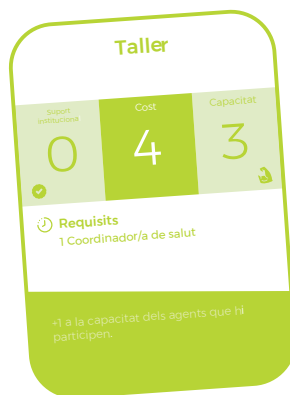 Taller
Suport
institucional
Cost
Capacitat
0
4
3
Requisits
1 Coordinador/a de salut
+1 a la capacitat dels agents que hi
participen.